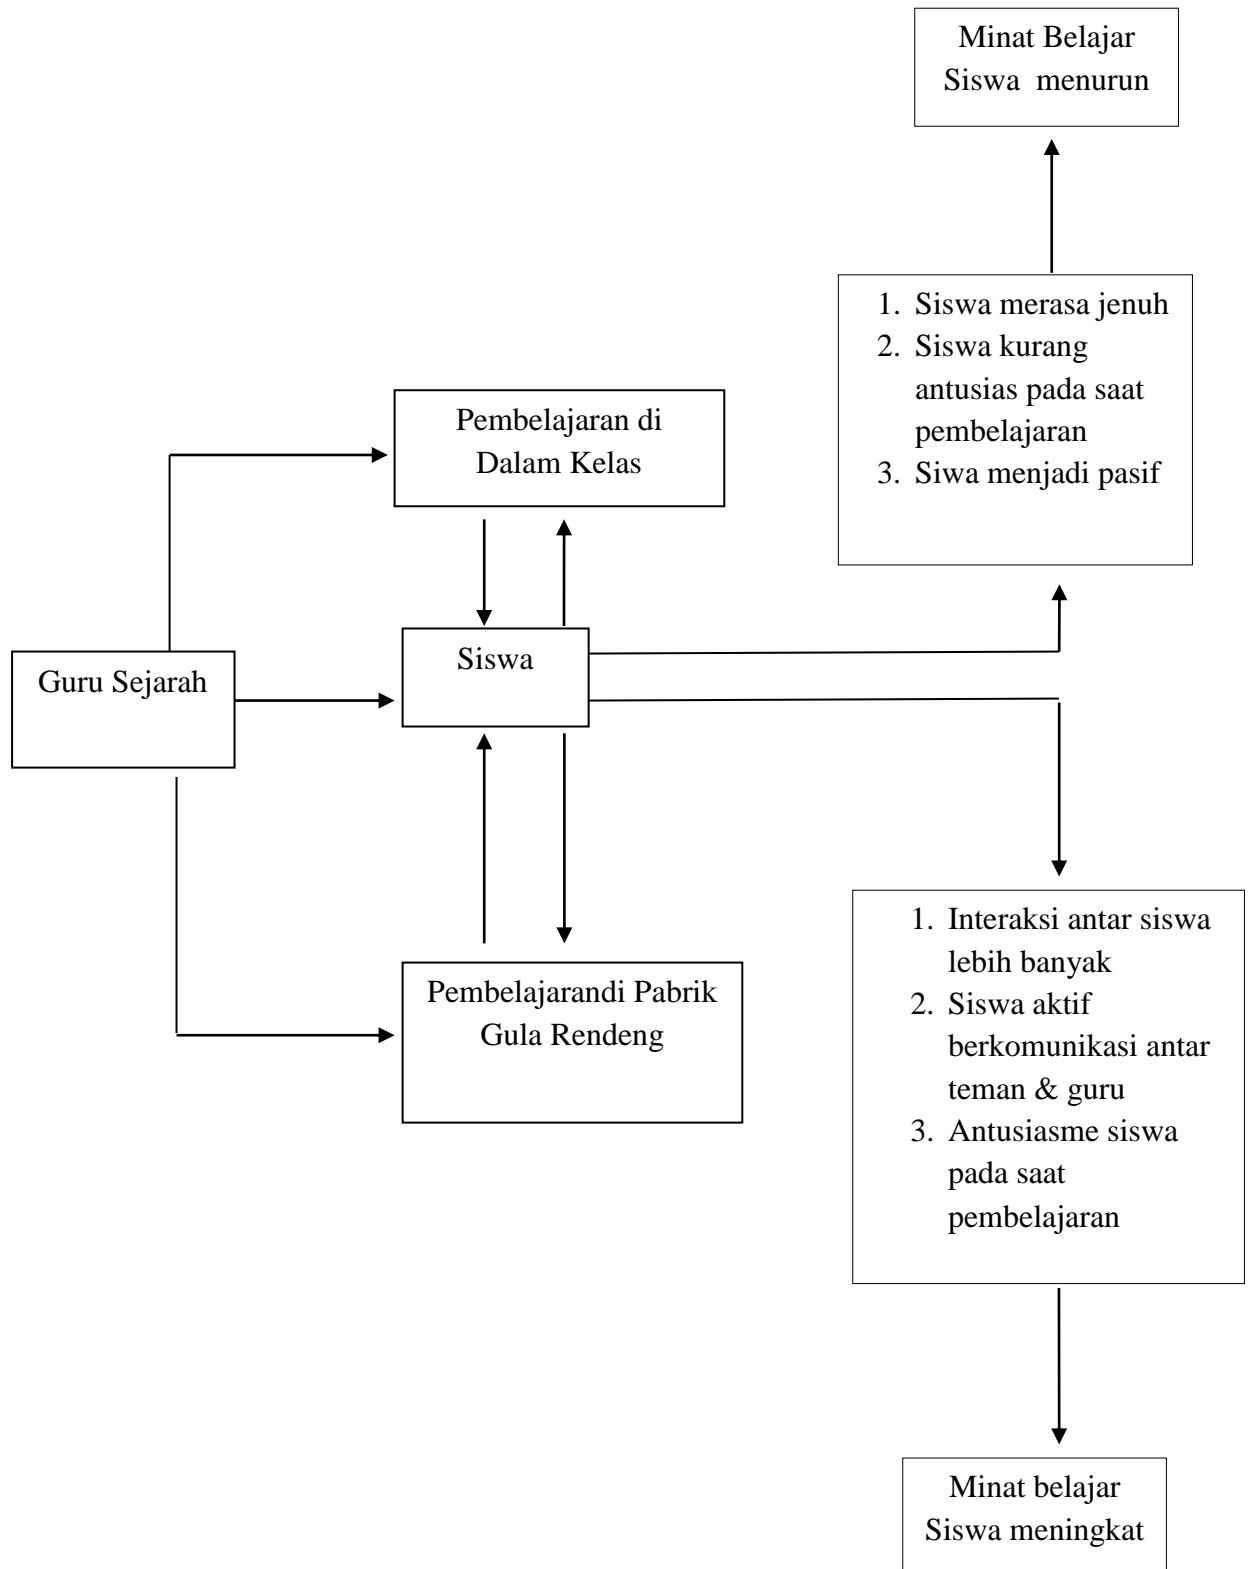 Minat Belajar
Siswa menurun
1. Siswa merasa jenuh
2. Siswa kurang
antusias pada saat
pembelajaran
3. Siwa menjadi pasif
Pembelajaran di
Dalam Kelas
Siswa
Guru Sejarah
Pembelajarandi Pabrik
Gula Rendeng
1. Interaksi antar siswa
lebih banyak
2. Siswa aktif
berkomunikasi antar
teman & guru
3. Antusiasme siswa
pada saat
pembelajaran
Minat belajar
Siswa meningkat